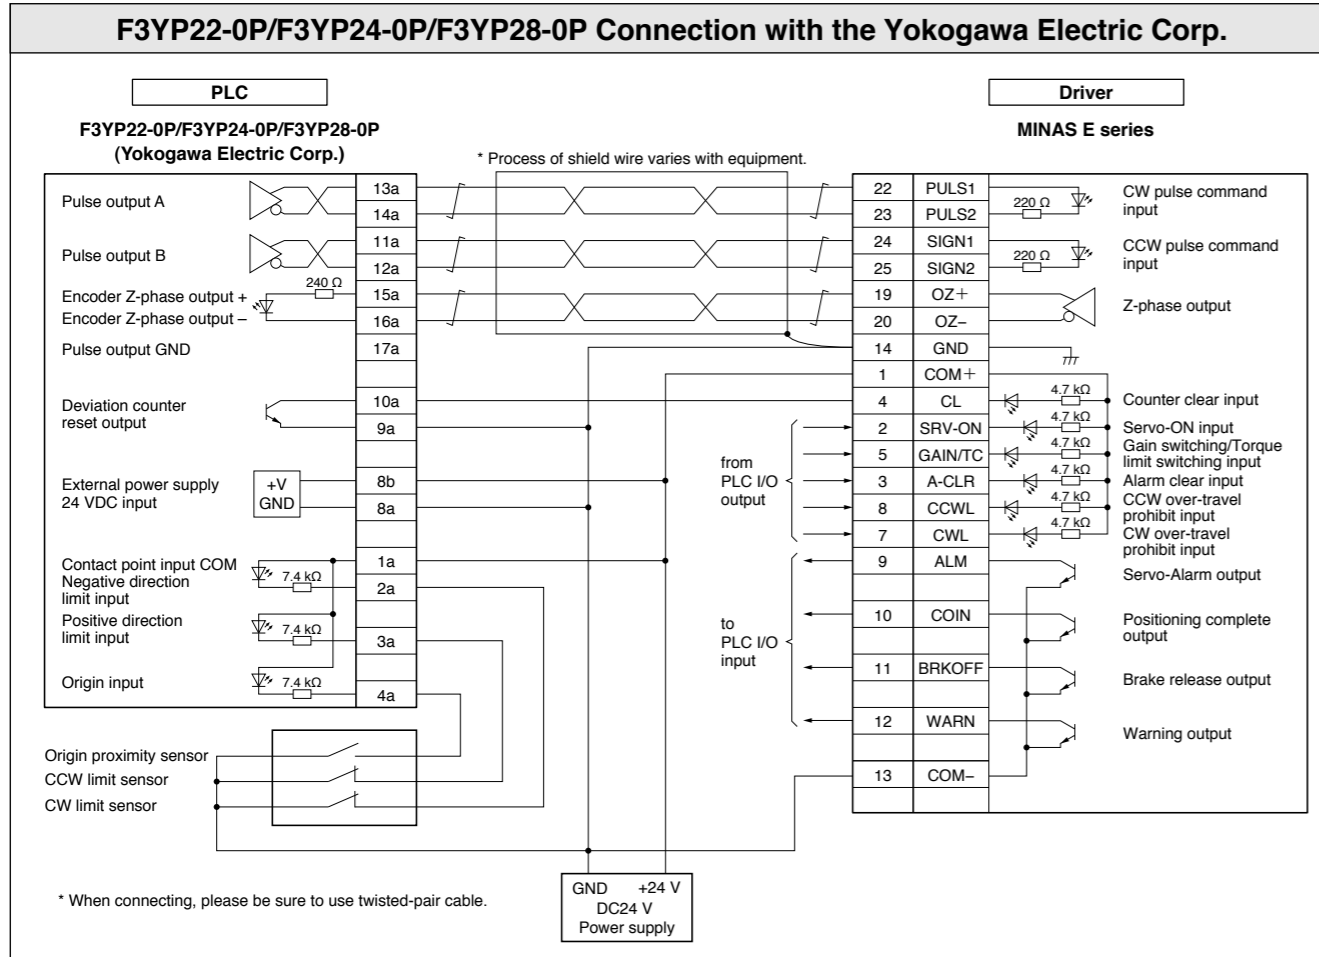 F3YP22-0P/F3YP24-0P/F3YP28-0P Connection with the Yokogawa Electric Corp.
PLC
Driver
F3YP22-0P/F3YP24-0P/F3YP28-0P
(Yokogawa Electric Corp.)
MINAS E series
* Process of shield wire varies with equipment.
Pulse output A
13a
14a
Pulse output B
11a
12a
240 Ω
Encoder Z-phase output +
15a
Encoder Z-phase output –
16a
Pulse output GND
17a
Deviation counter
reset output
10a
9a
External power supply
24 VDC input
+V
GND
8b
8a
Contact point input COM
1a
Negative direction
limit input
7.4 kΩ
2a
Positive direction
limit input
7.4 kΩ
3a
Origin input
7.4 kΩ
4a
Origin proximity sensor
CCW limit sensor
CW limit sensor
22 PULS1
23 PULS2
220 Ω
CW pulse command
input
24 SIGN1
25 SIGN2
220 Ω
CCW pulse command
input
19 OZ+
20 OZ–
Z-phase output
14 GND
1 COM+
4 CL
4.7 kΩ
Counter clear input
2 SRV-ON
4.7 kΩ
Servo-ON input
5 GAIN/TC
4.7 kΩ
Gain switching/Torque
limit switching input
3 A-CLR
4.7 kΩ
Alarm clear input
8 CCWL
4.7 kΩ
CCW over-travel
prohibit input
7 CWL
4.7 kΩ
CW over-travel
prohibit input
from
PLC I/O
output
9 ALM
Servo-Alarm output
10 COIN
Positioning complete
output
11 BRKOFF
Brake release output
12 WARN
Warning output
13 COM–
to
PLC I/O
input
GND +24 V
DC24 V
Power supply
* When connecting, please be sure to use twisted-pair cable.